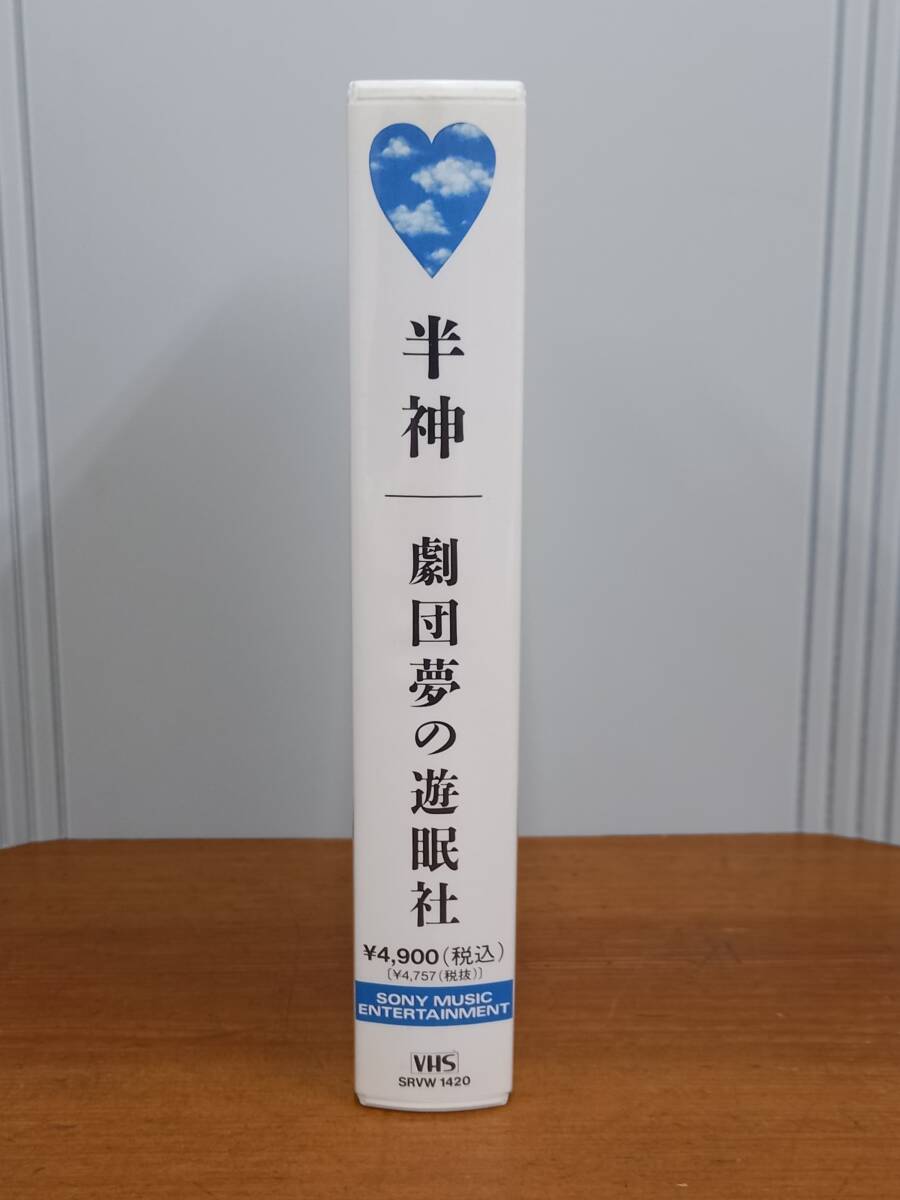 半神
劇団夢の遊眠社
¥4,900(税込)
〔¥4,757(税抜)〕
SONY MUSIC
ENTERTAINMENT
VHS
SRVW 1420